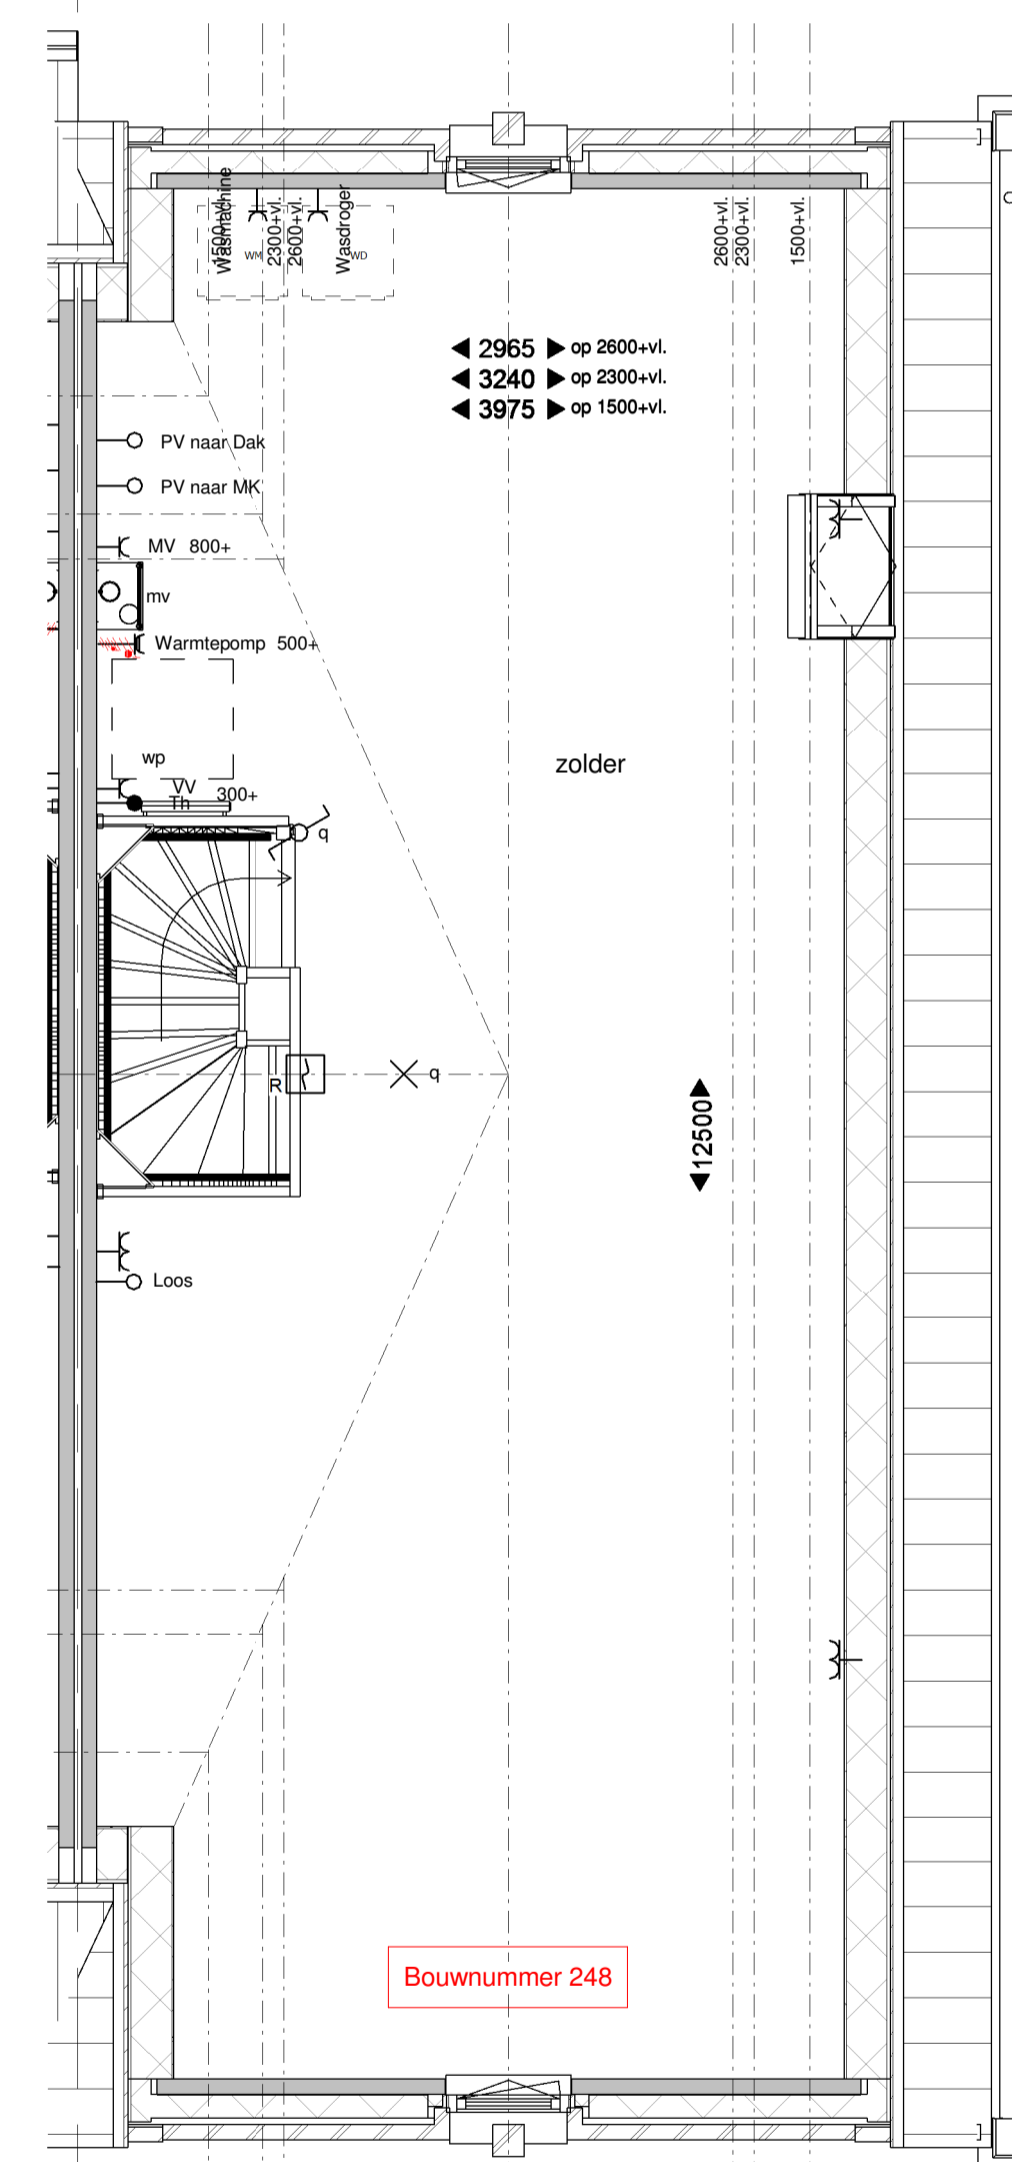 1500+vl.
Wasmachine
WM
2300+vl.
2600+vl.
Wasdroger
WD
2600+vl.
2300+vl.
1500+vl.
2965 op 2600+vl.
3240 op 2300+vl.
3975 op 1500+vl.
PV naar Dak
PV naar MK
MV 800+
mv
Warmtepomp 500+
zolder
wp
VV
Th 300+
q
R
q
12500
Loos
Bouwnummer 248